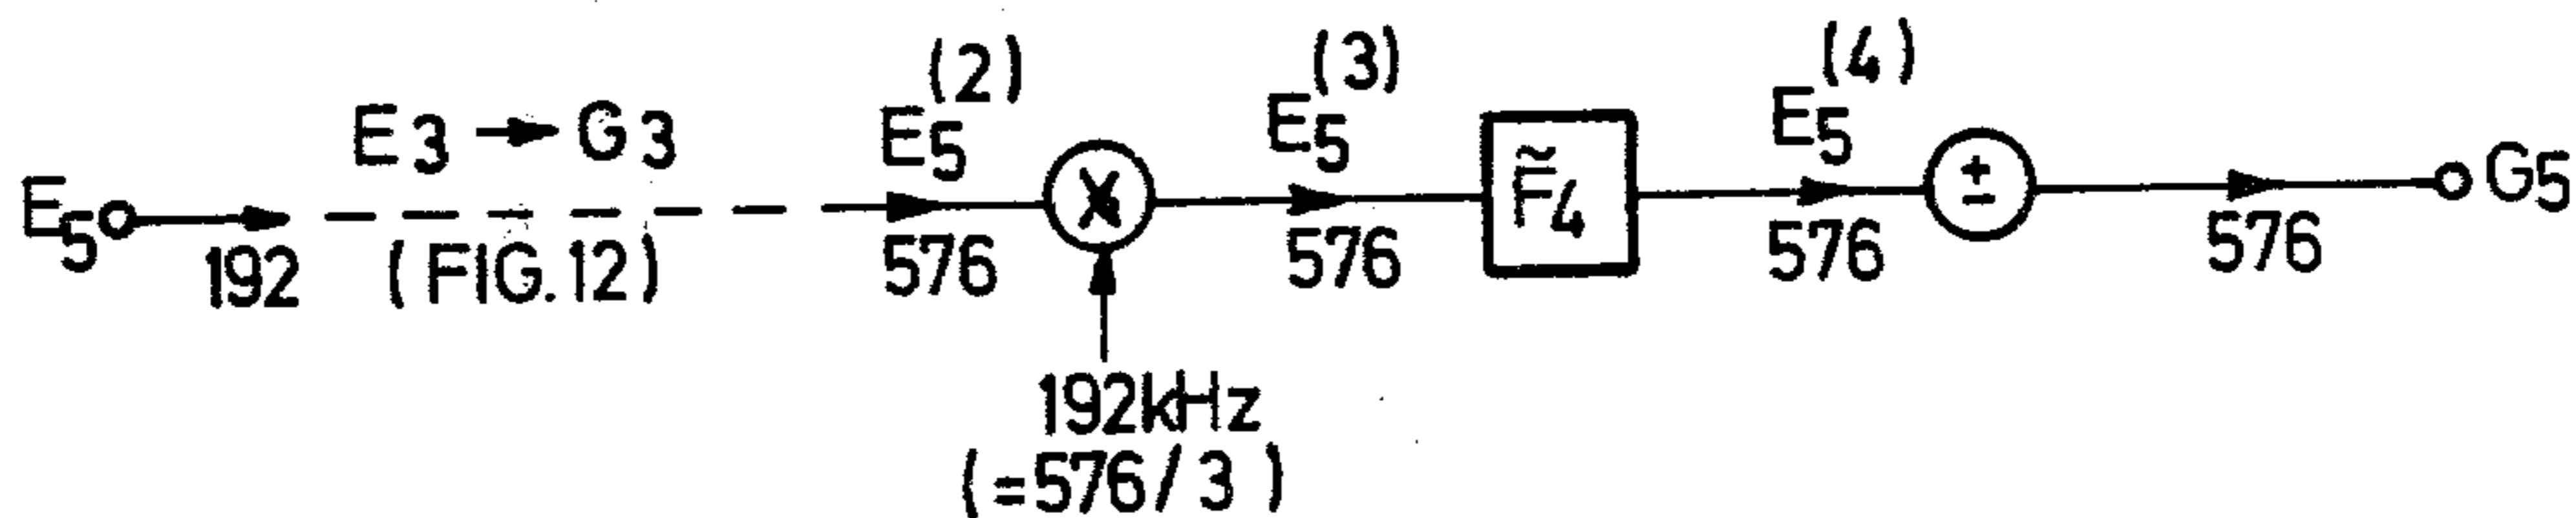 E5 192 E3 → G3 (FIG.12) E5(2) 576 X E5(3) 576 F̃4 E5(4) 576 ± 576 G5
192kHz
(=576/3)